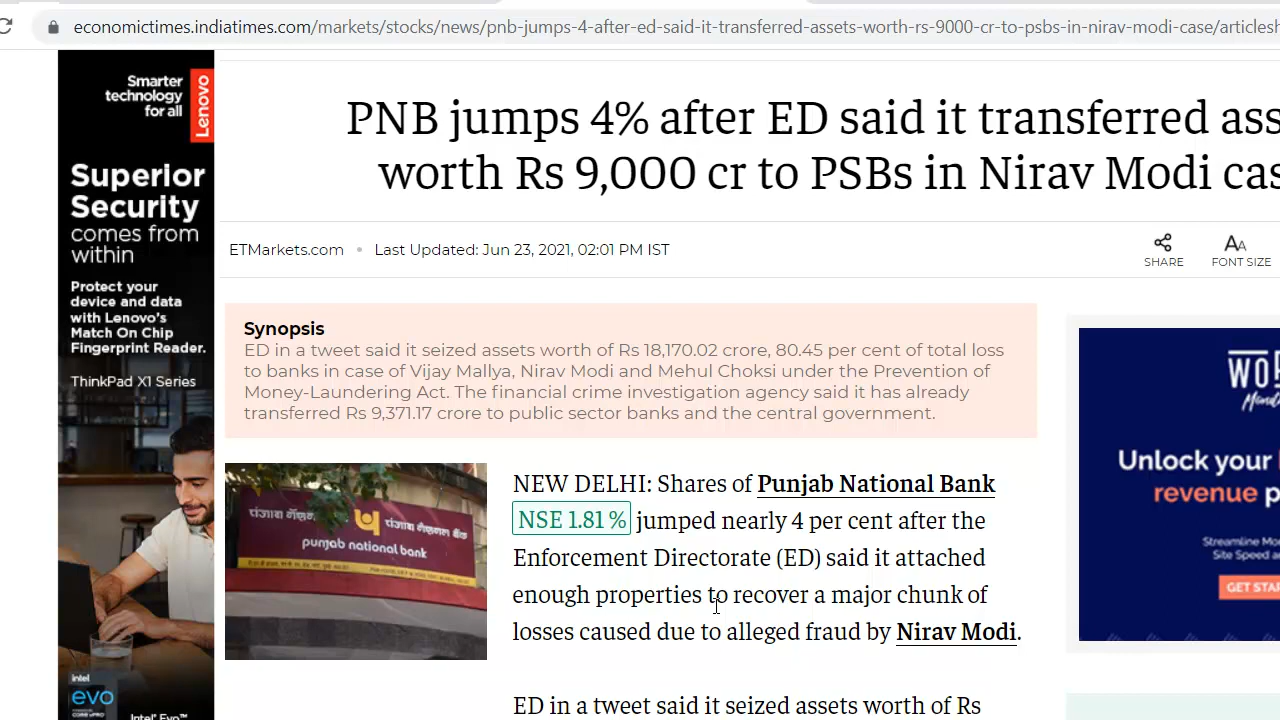 economictimes.indiatimes.com/markets/stocks/news/pnb-jumps-4-after-ed-said-it-transferred-assets-worth-rs-9000-cr-to-psbs-in-nirav-modi-case/articlesh
Smarter
technology
for all
Lenovo
Superior
Security
comes from
within
Protect your
device and data
with Lenovo's
Match On Chip
Fingerprint Reader.
ThinkPad X1 Series
intel
evo
Intel® Evo™
PNB jumps 4% after ED said it transferred ass
worth Rs 9,000 cr to PSBs in Nirav Modi cas
ETMarkets.com • Last Updated: Jun 23, 2021, 02:01 PM IST
SHARE
FONT SIZE
Synopsis
ED in a tweet said it seized assets worth of Rs 18,170.02 crore, 80.45 per cent of total loss
to banks in case of Vijay Mallya, Nirav Modi and Mehul Choksi under the Prevention of
Money-Laundering Act. The financial crime investigation agency said it has already
transferred Rs 9,371.17 crore to public sector banks and the central government.
punjab national bank
NEW DELHI: Shares of Punjab National Bank
NSE 1.81 % jumped nearly 4 per cent after the
Enforcement Directorate (ED) said it attached
enough properties to recover a major chunk of
losses caused due to alleged fraud by Nirav Modi.
ED in a tweet said it seized assets worth of Rs
Unlock your
revenue p
Streamline Mo
Site Speed a
GET STAR